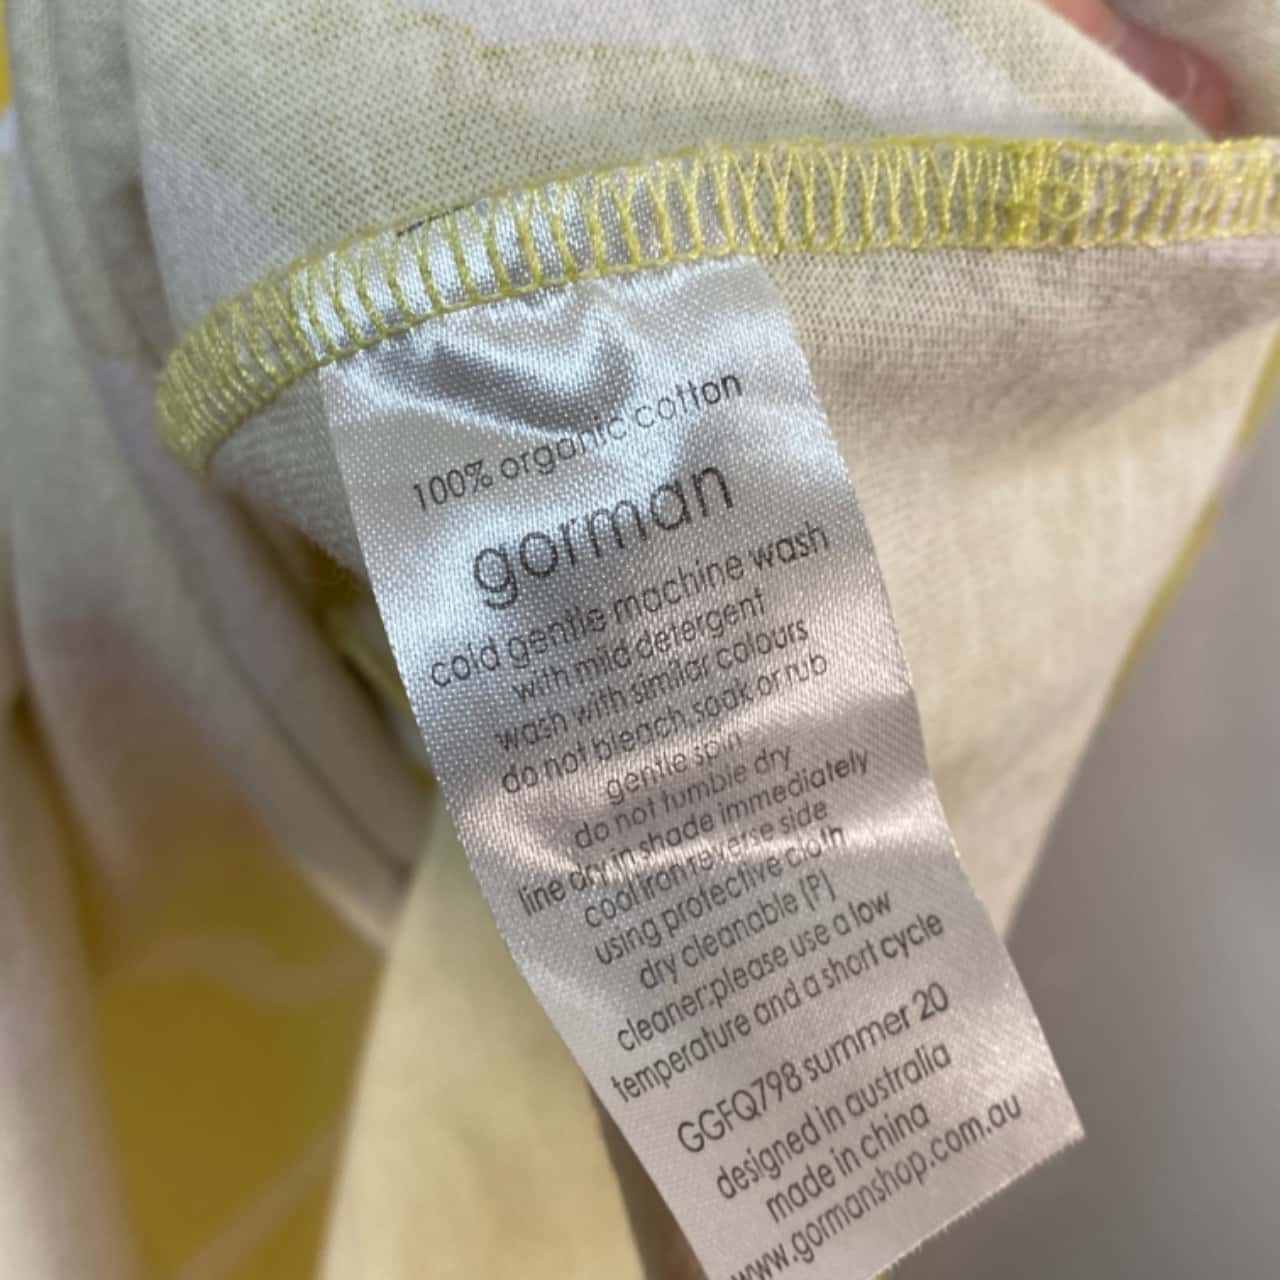 100% organic cotton
gorman
cold gentle machine wash
with mild detergent
wash with similar colours
do not bleach, soak or rub
gentle spin
do not tumble dry
line dry in shade immediately
cool iron reverse side
using protective cloth
dry cleanable [P]
cleaner:please use a low
temperature and a short cycle
GGFQ798 summer 20
designed in australia
made in china
www.gormanshop.com.au